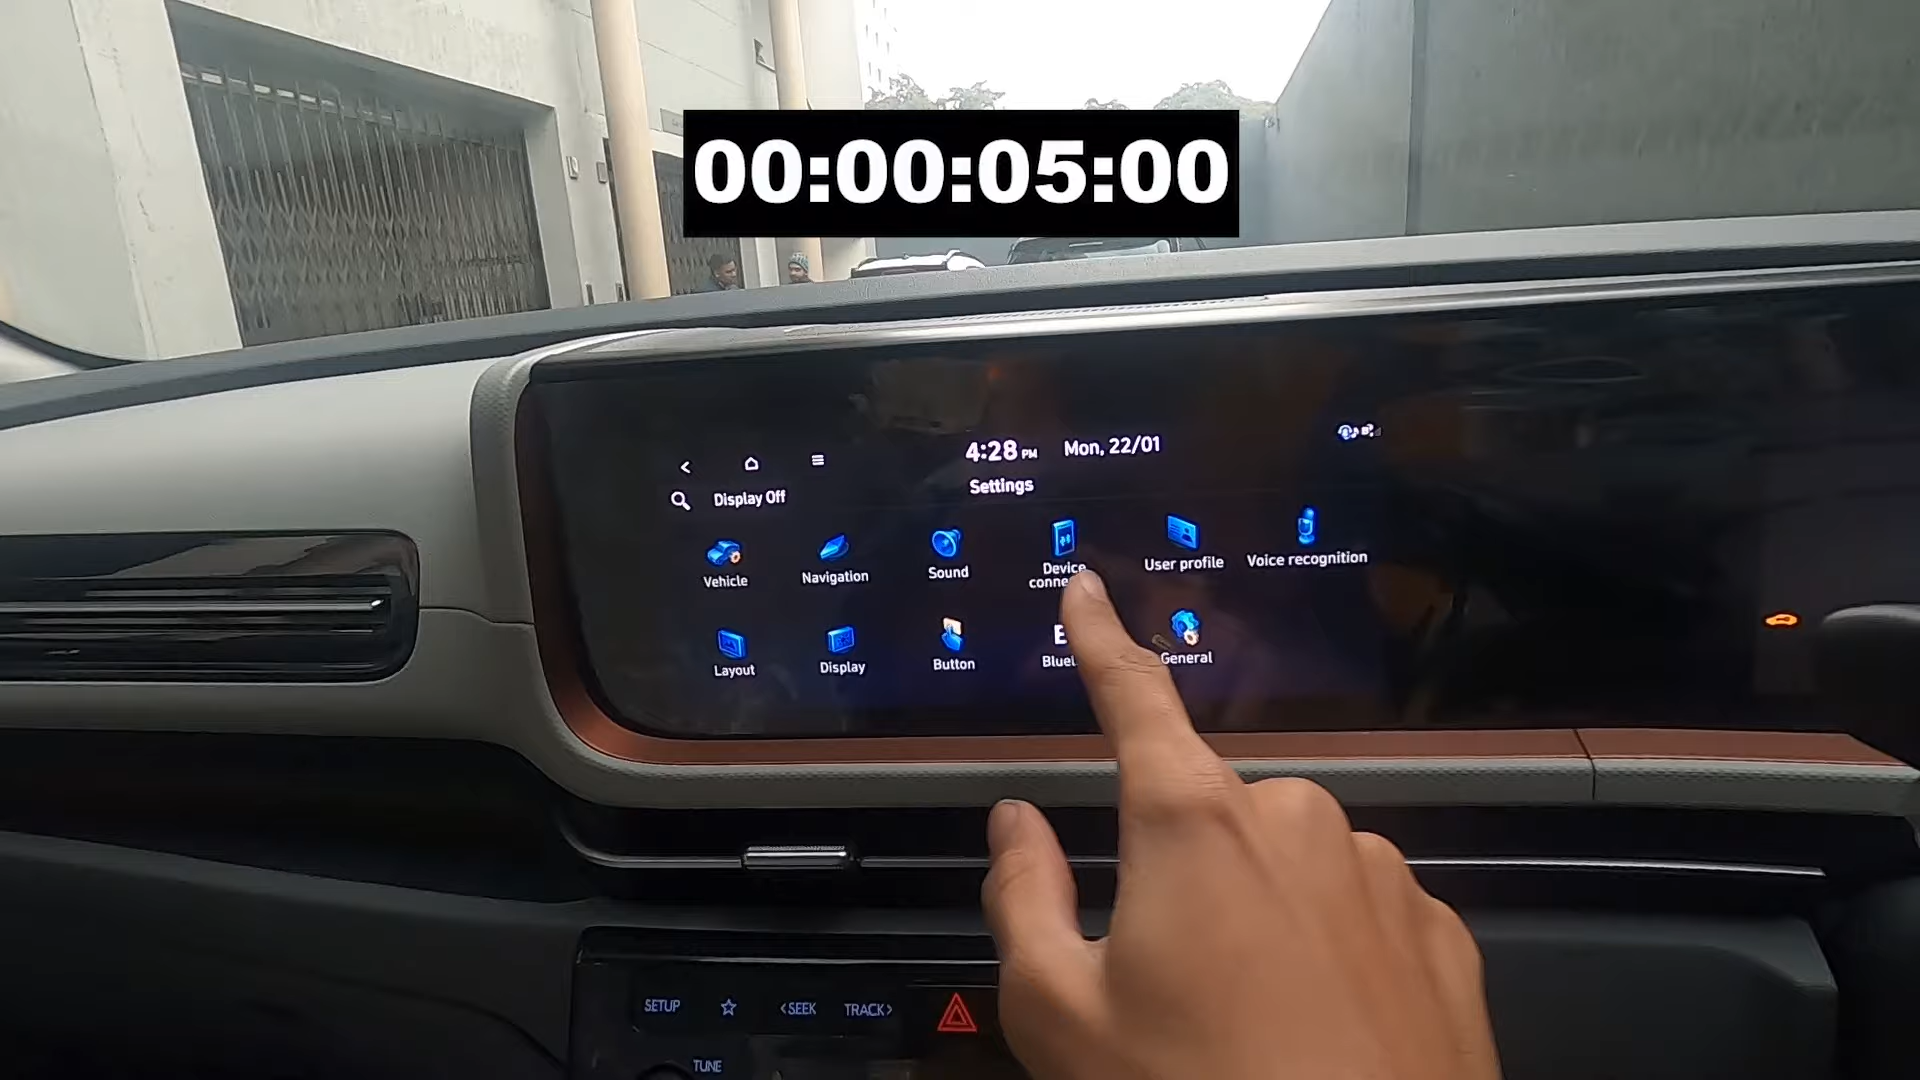 00:00:05:00
4:28 PM Mon, 22/01
Display Off
Settings
Vehicle
Navigation
Sound
Device
User profile
Voice recognition
Layout
Display
Button
General
SETUP
<SEEK
TRACK>
TUNE